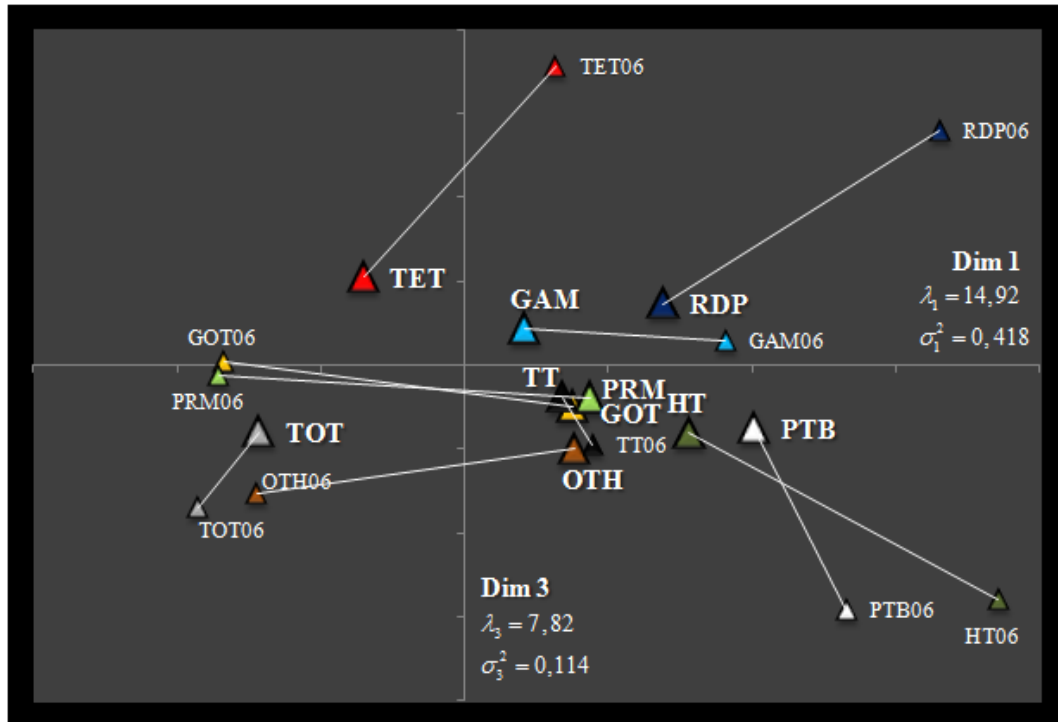 TET06
RDP06
Dim 1
λ₁ = 14,92
σ₁² = 0,418
TET
GAM
RDP
GOT06
GAM06
TT
PRM
PRM06
GOT
HT
PTB
TOT
TT06
OTH
OTH06
TOT06
Dim 3
λ₃ = 7,82
σ₃² = 0,114
PTB06
HT06